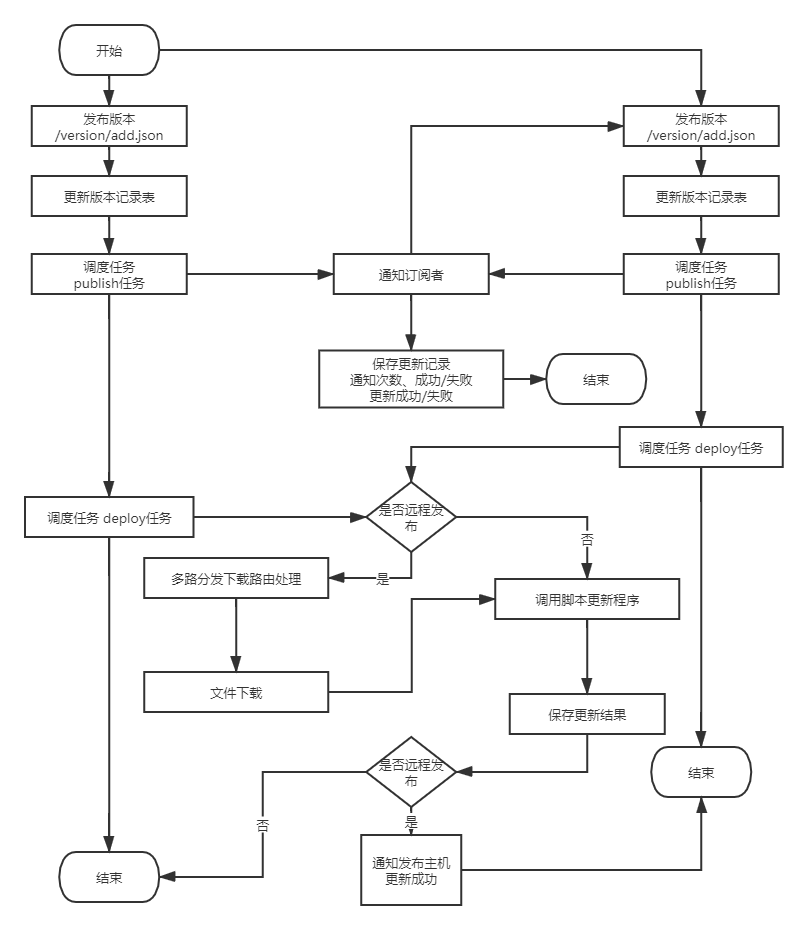 开始
发布版本
/version/add.json
发布版本
/version/add.json
更新版本记录表
更新版本记录表
调度任务
publish任务
通知订阅者
调度任务
publish任务
保存更新记录
通知次数、成功/失败
更新成功/失败
结束
调度任务 deploy任务
调度任务 deploy任务
是否远程发
布
否
是
多路分发下载路由处理
调用脚本更新程序
文件下载
保存更新结果
是否远程发
布
结束
否
是
通知发布主机
更新成功
结束